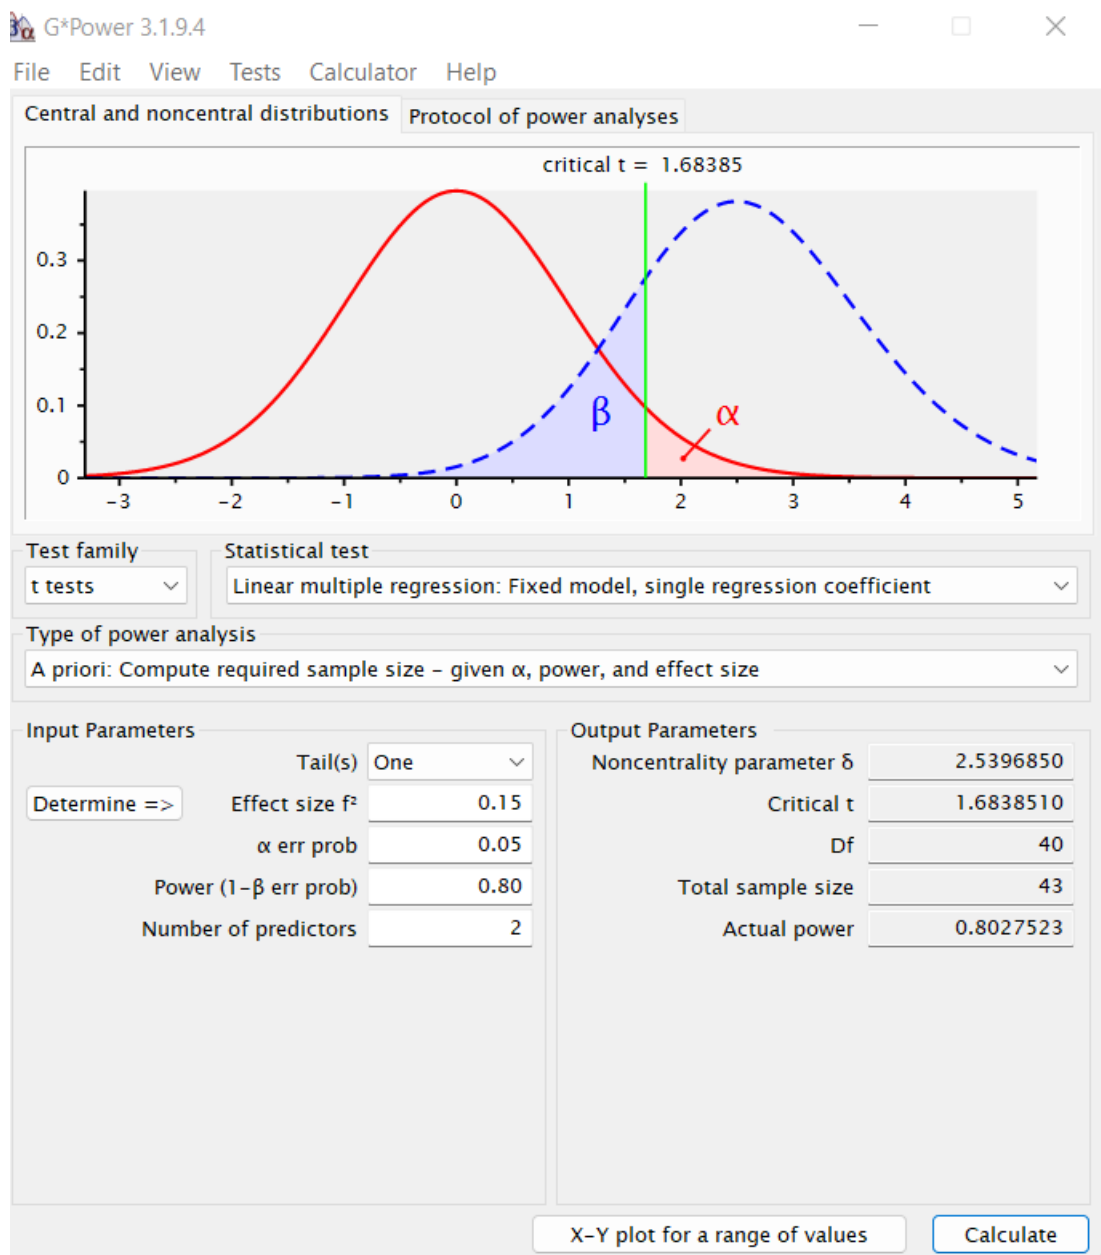 G*Power 3.1.9.4
File Edit View Tests Calculator Help
Central and noncentral distributions Protocol of power analyses
critical t = 1.68385
0.3
0.2
0.1
0
β
α
-3 -2 -1 0 1 2 3 4 5
Test family Statistical test
t tests Linear multiple regression: Fixed model, single regression coefficient
Type of power analysis
A priori: Compute required sample size – given α, power, and effect size
Input Parameters
Tail(s) One
Determine => Effect size f² 0.15
α err prob 0.05
Power (1-β err prob) 0.80
Number of predictors 2
Output Parameters
Noncentrality parameter δ 2.5396850
Critical t 1.6838510
Df 40
Total sample size 43
Actual power 0.8027523
X-Y plot for a range of values Calculate